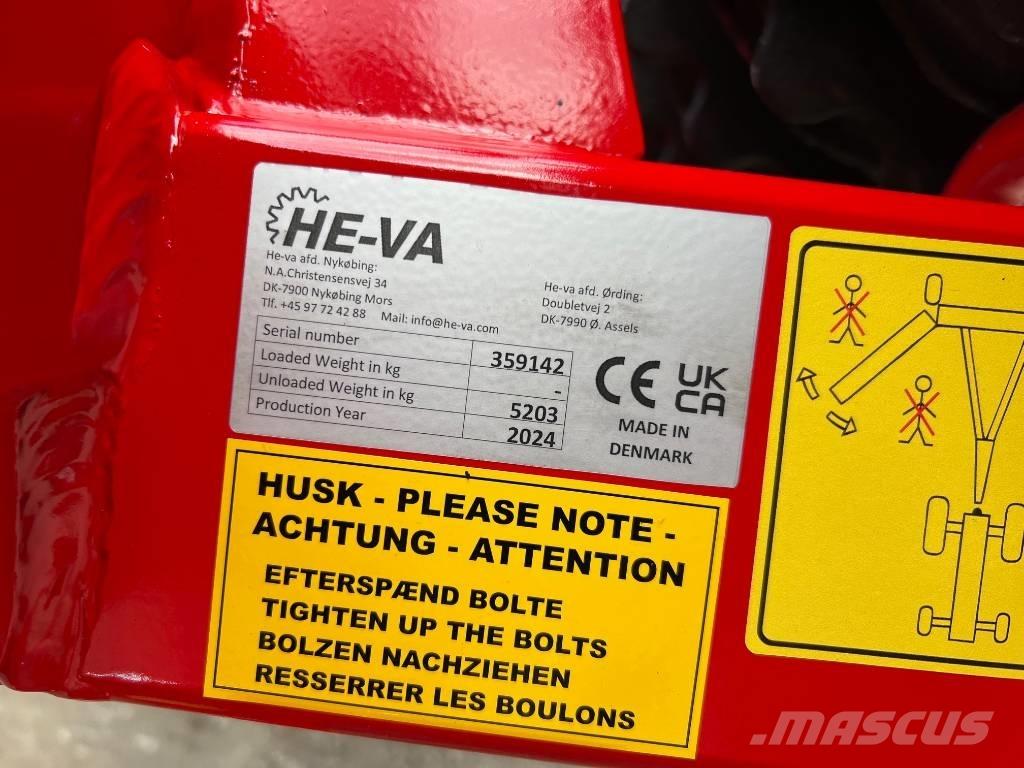 HE-VA
He-va afd. Nykøbing:
N.A.Christensensvej 34
DK-7900 Nykøbing Mors
Tlf. +45 97 72 42 88 Mail: info@he-va.com
He-va afd. Ørding:
Doubletvej 2
DK-7990 Ø. Assels
Serial number 359142
Loaded Weight in kg -
Unloaded Weight in kg 5203
Production Year 2024
CE UK
CA
MADE IN
DENMARK
HUSK - PLEASE NOTE -
ACHTUNG - ATTENTION
EFTERSPÆND BOLTE
TIGHTEN UP THE BOLTS
BOLZEN NACHZIEHEN
RESSERRER LES BOULONS
MASCUS